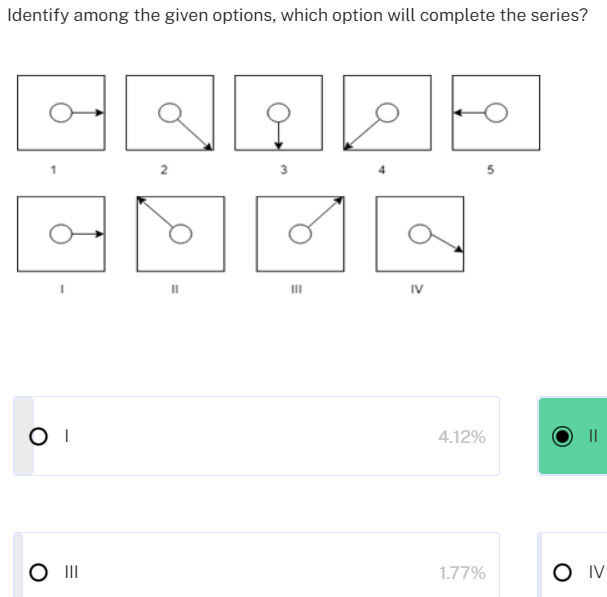 Identify among the given options, which option will complete the series?
1 2 3 4 5
I II III IV
I 4.12% II
III 1.77% IV